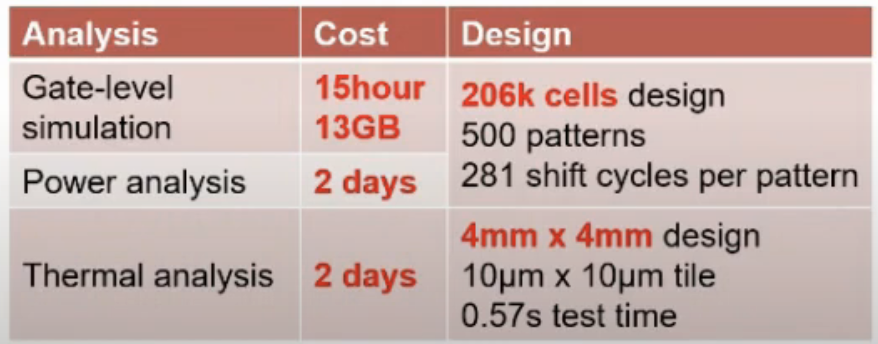 Analysis Cost Design
Gate-level simulation 15hour 13GB 206k cells design
500 patterns
281 shift cycles per pattern
Power analysis 2 days
Thermal analysis 2 days 4mm x 4mm design
10µm x 10µm tile
0.57s test time